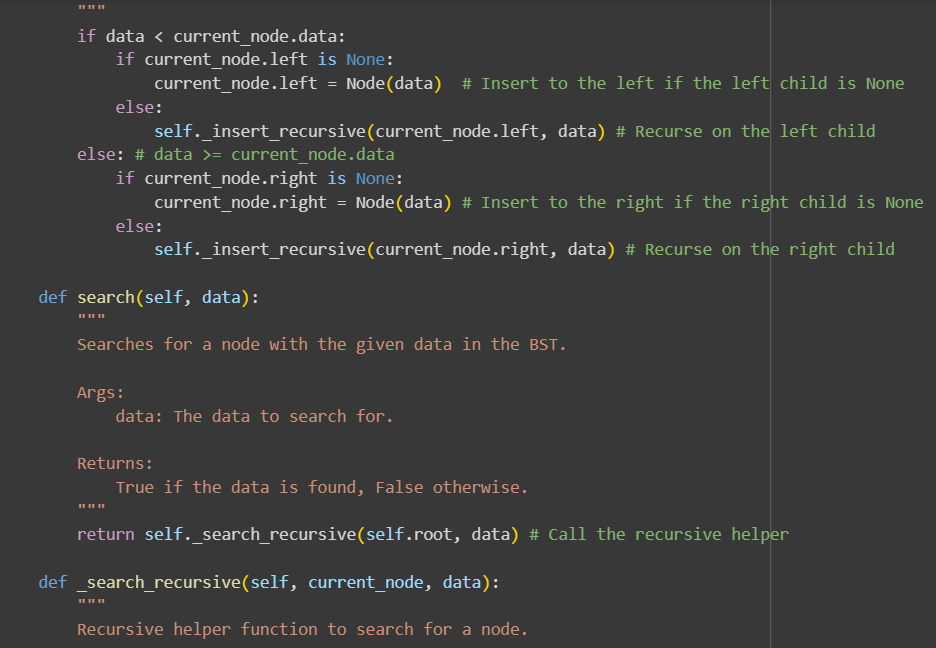 """
        if data < current_node.data:
            if current_node.left is None:
                current_node.left = Node(data)  # Insert to the left if the left child is None
            else:
                self._insert_recursive(current_node.left, data) # Recurse on the left child
        else: # data >= current_node.data
            if current_node.right is None:
                current_node.right = Node(data) # Insert to the right if the right child is None
            else:
                self._insert_recursive(current_node.right, data) # Recurse on the right child

    def search(self, data):
        """
        Searches for a node with the given data in the BST.

        Args:
            data: The data to search for.

        Returns:
            True if the data is found, False otherwise.
        """
        return self._search_recursive(self.root, data) # Call the recursive helper

    def _search_recursive(self, current_node, data):
        """
        Recursive helper function to search for a node.